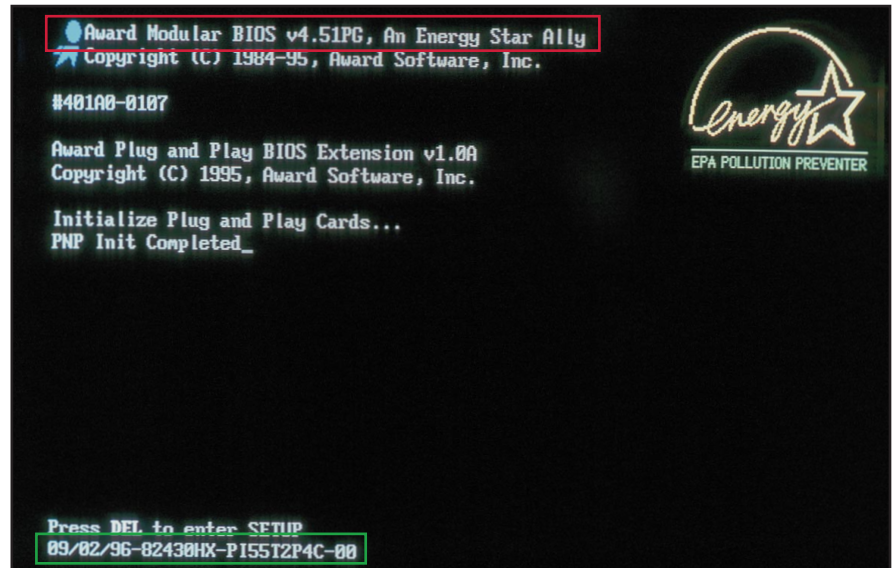 Award Modular BIOS v4.51PG, An Energy Star Ally
Copyright (C) 1984-95, Award Software, Inc.
#401A0-0107
Award Plug and Play BIOS Extension v1.0A
Copyright (C) 1995, Award Software, Inc.
Initialize Plug and Play Cards...
PNP Init Completed_
energy
EPA POLLUTION PREVENTER
Press DEL to enter SETUP
09/02/96-82430HX-PI55T2P4C-00